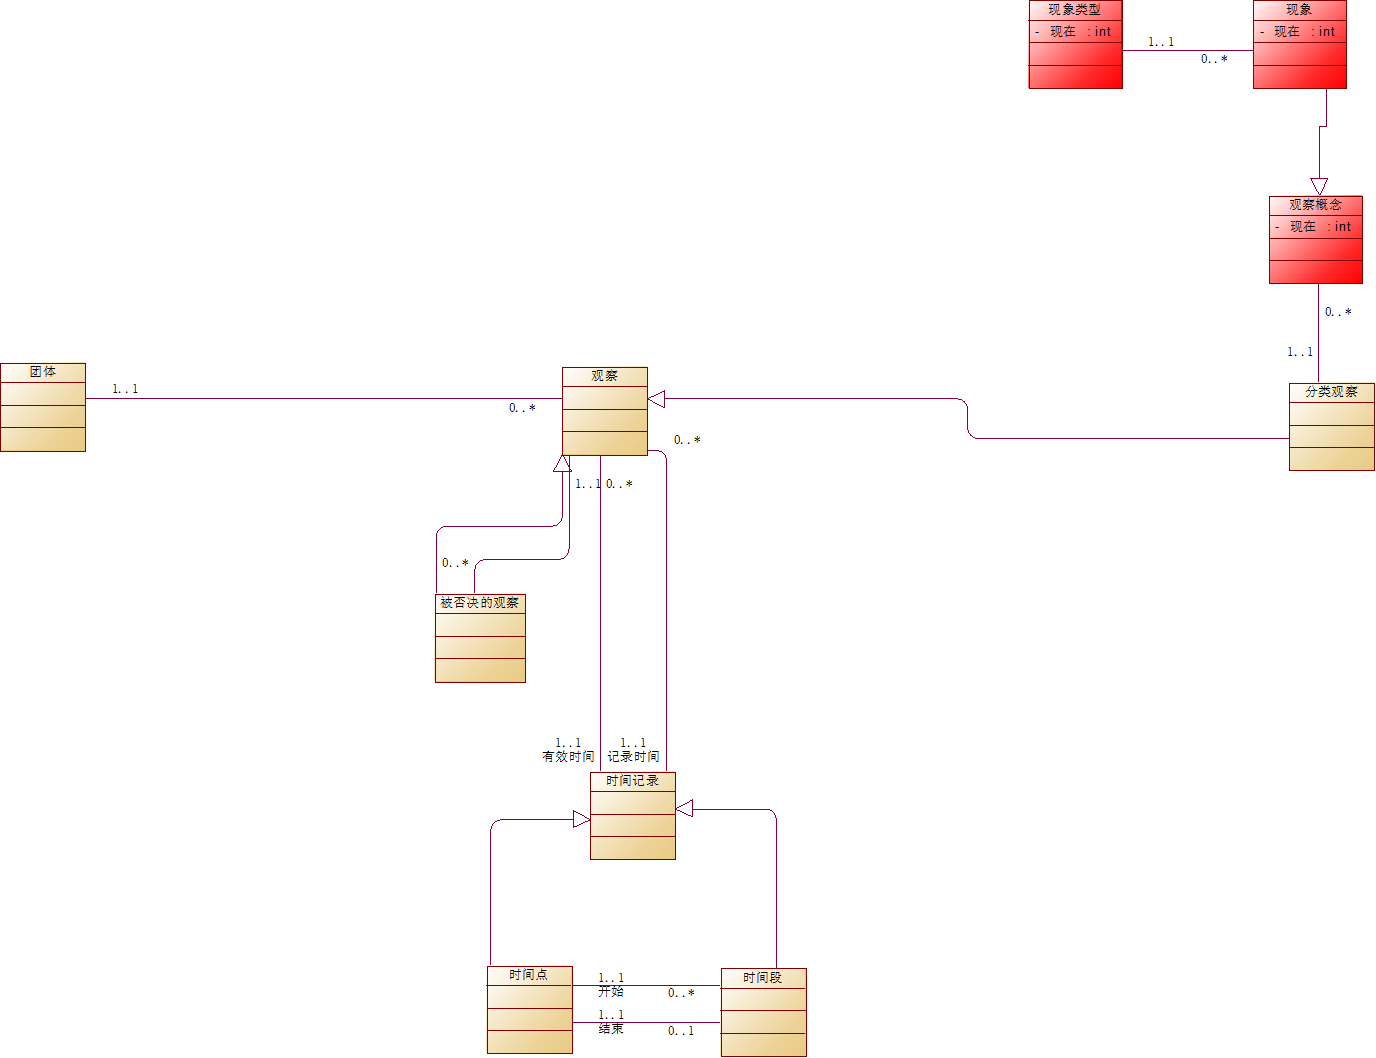 现象类型
- 现在 : int
现象
- 现在 : int
1..1
0..*
观察概念
- 现在 : int
0..*
1..1
分类观察
团体
1..1
0..*
观察
0..*
1..1
0..*
0..*
被否决的观察
1..1
有效时间
1..1
记录时间
时间记录
时间点
1..1
开始
0..*
1..1
结束
0..1
时间段